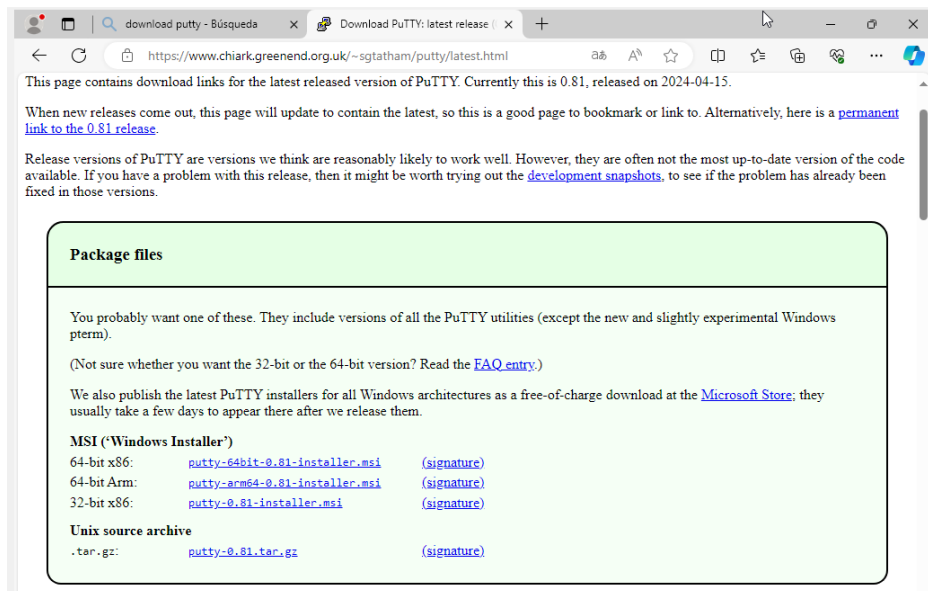 download putty - Búsqueda
Download PuTTY: latest release (
https://www.chiark.greenend.org.uk/~sgtatham/putty/latest.html
This page contains download links for the latest released version of PuTTY. Currently this is 0.81, released on 2024-04-15.
When new releases come out, this page will update to contain the latest, so this is a good page to bookmark or link to. Alternatively, here is a permanent
link to the 0.81 release.
Release versions of PuTTY are versions we think are reasonably likely to work well. However, they are often not the most up-to-date version of the code
available. If you have a problem with this release, then it might be worth trying out the development snapshots, to see if the problem has already been
fixed in those versions.
Package files
You probably want one of these. They include versions of all the PuTTY utilities (except the new and slightly experimental Windows
pterm).
(Not sure whether you want the 32-bit or the 64-bit version? Read the FAQ entry.)
We also publish the latest PuTTY installers for all Windows architectures as a free-of-charge download at the Microsoft Store; they
usually take a few days to appear there after we release them.
MSI (‘Windows Installer’)
64-bit x86: putty-64bit-0.81-installer.msi (signature)
64-bit Arm: putty-arm64-0.81-installer.msi (signature)
32-bit x86: putty-0.81-installer.msi (signature)
Unix source archive
.tar.gz: putty-0.81.tar.gz (signature)